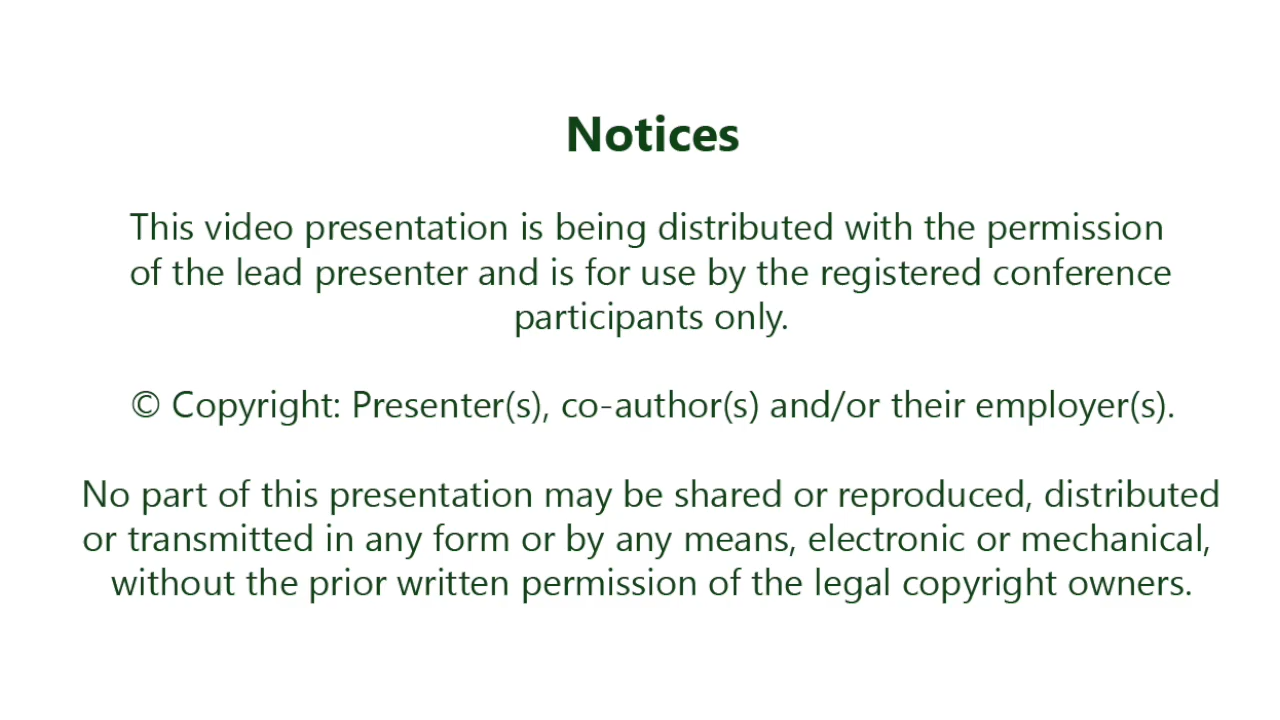 Notices
This video presentation is being distributed with the permission
of the lead presenter and is for use by the registered conference
participants only.
© Copyright: Presenter(s), co-author(s) and/or their employer(s).
No part of this presentation may be shared or reproduced, distributed
or transmitted in any form or by any means, electronic or mechanical,
without the prior written permission of the legal copyright owners.